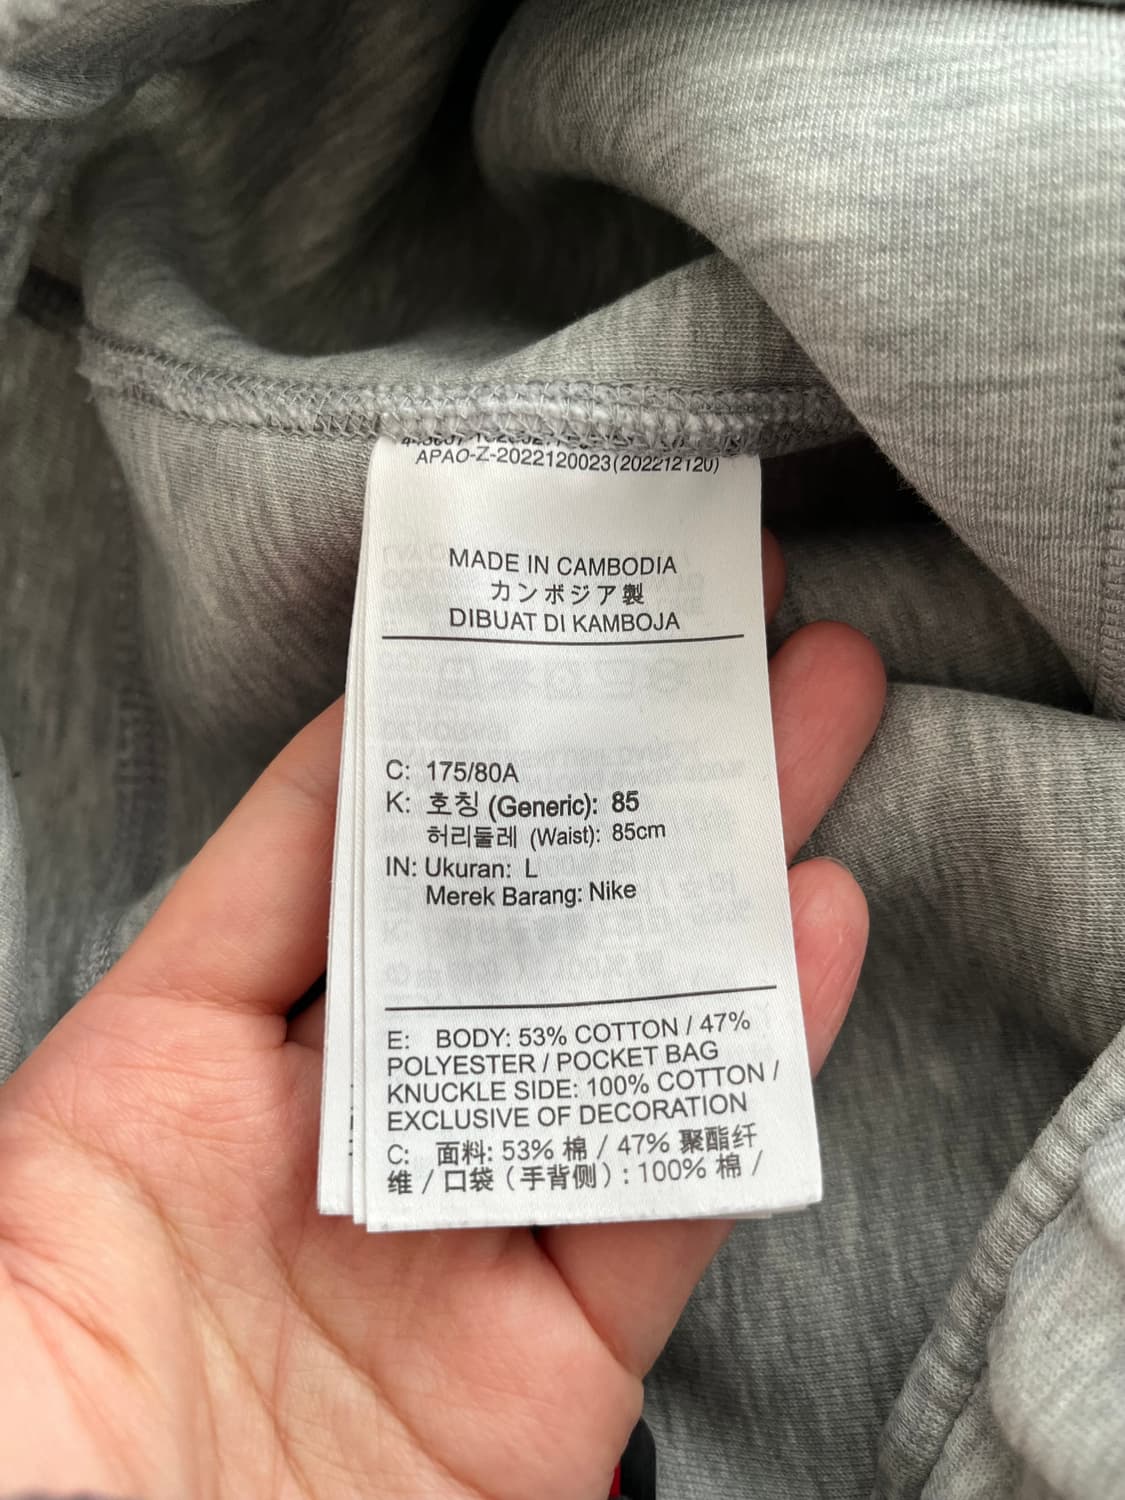 APAO-Z-2022120023(202212120)
MADE IN CAMBODIA
カンボジア製
DIBUAT DI KAMBOJA
C: 175/80A
K: 호칭 (Generic): 85
허리둘레 (Waist): 85cm
IN: Ukuran: L
Merek Barang: Nike
E: BODY: 53% COTTON / 47%
POLYESTER / POCKET BAG
KNUCKLE SIDE: 100% COTTON /
EXCLUSIVE OF DECORATION
C: 面料: 53% 棉 / 47% 聚酯纤
维 / 口袋 (手背侧) : 100% 棉 /